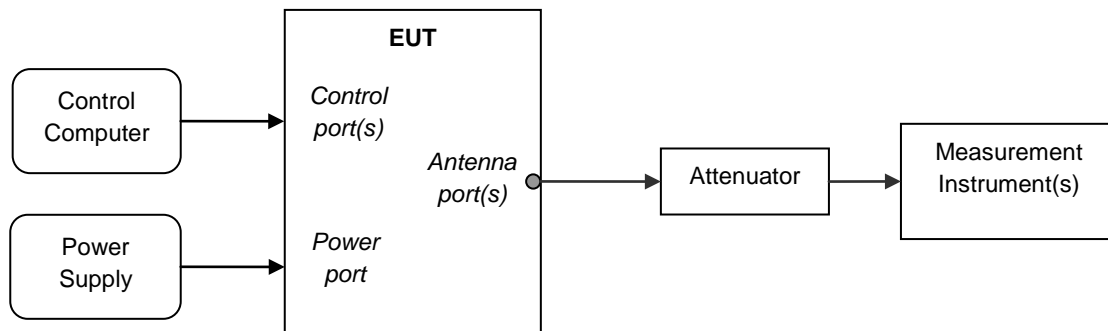 EUT
Control
Computer
Control
port(s)
Antenna
port(s)
Attenuator
Measurement
Instrument(s)
Power
Supply
Power
port